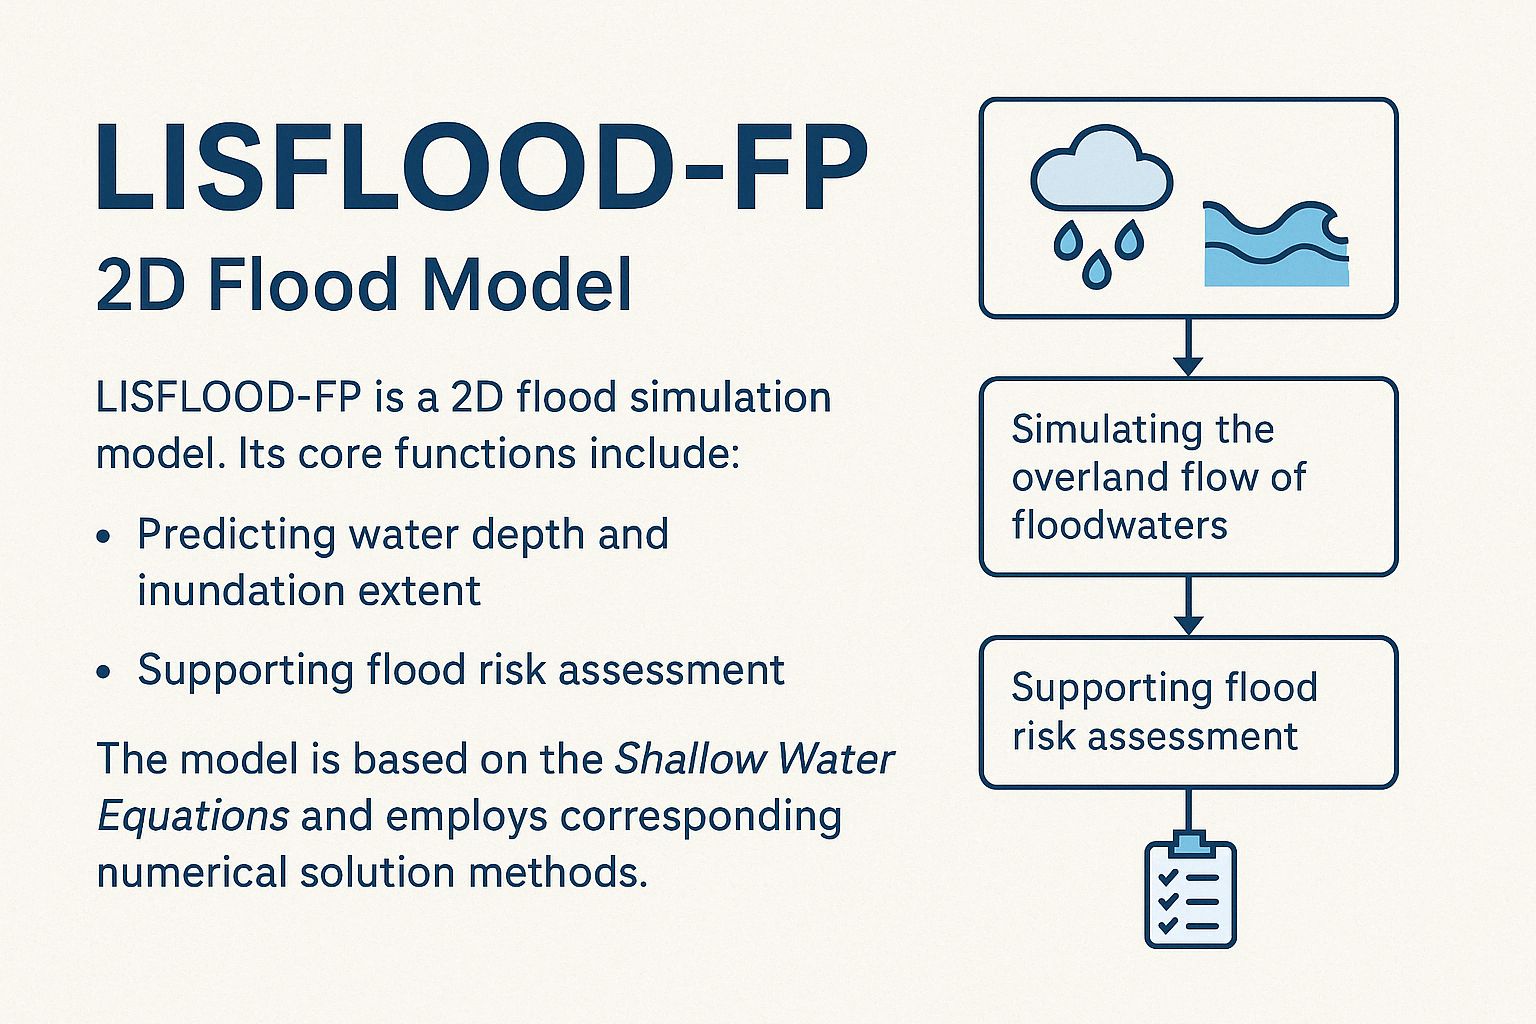 LISFLOOD-FP
2D Flood Model
LISFLOOD-FP is a 2D flood simulation
model. Its core functions include:
• Predicting water depth and
inundation extent
• Supporting flood risk assessment
The model is based on the Shallow Water
Equations and employs corresponding
numerical solution methods.
Simulating the
overland flow of
floodwaters
Supporting flood
risk assessment